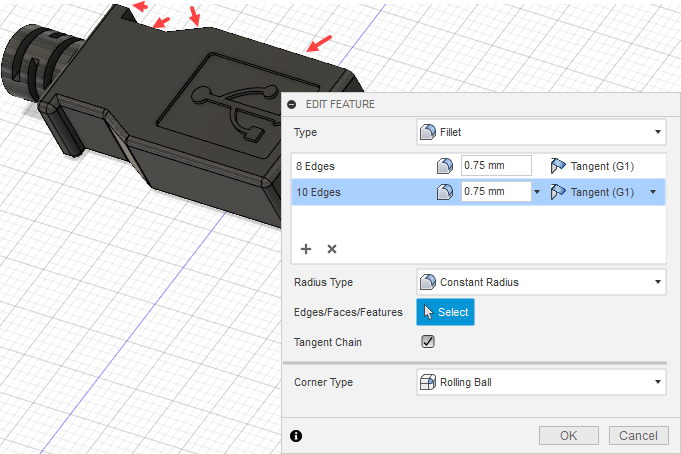 EDIT FEATURE
Type Fillet
8 Edges 0.75 mm Tangent (G1)
10 Edges 0.75 mm Tangent (G1)
Radius Type Constant Radius
Edges/Faces/Features Select
Tangent Chain
Corner Type Rolling Ball
OK Cancel